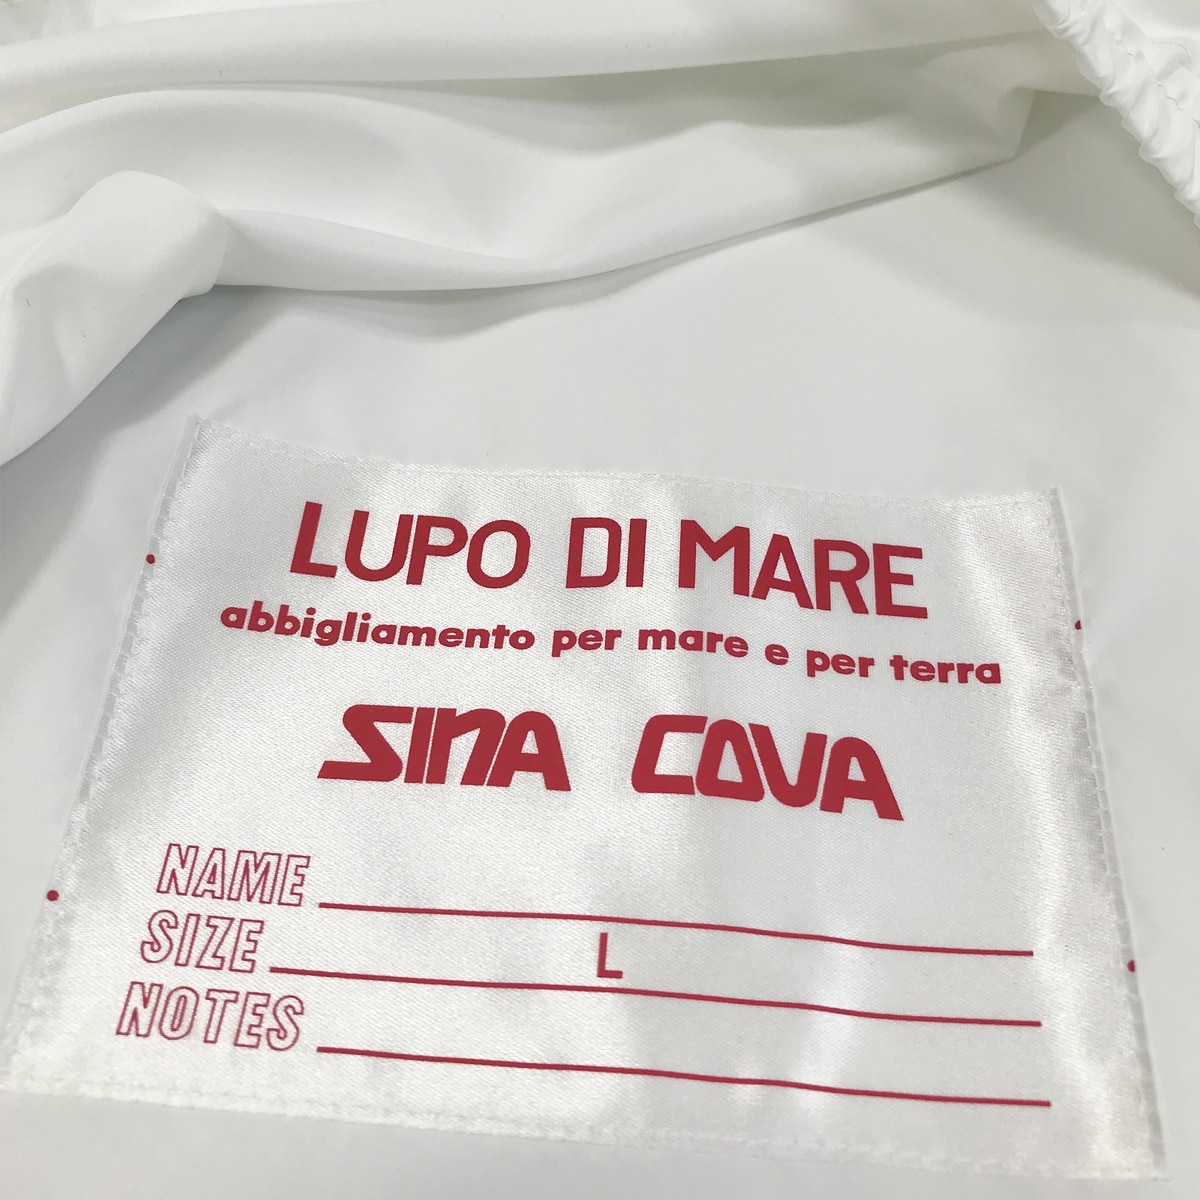 LUPO DI MARE
abbigliamento per mare e per terra
SINA COVA
NAME
SIZE L
NOTES